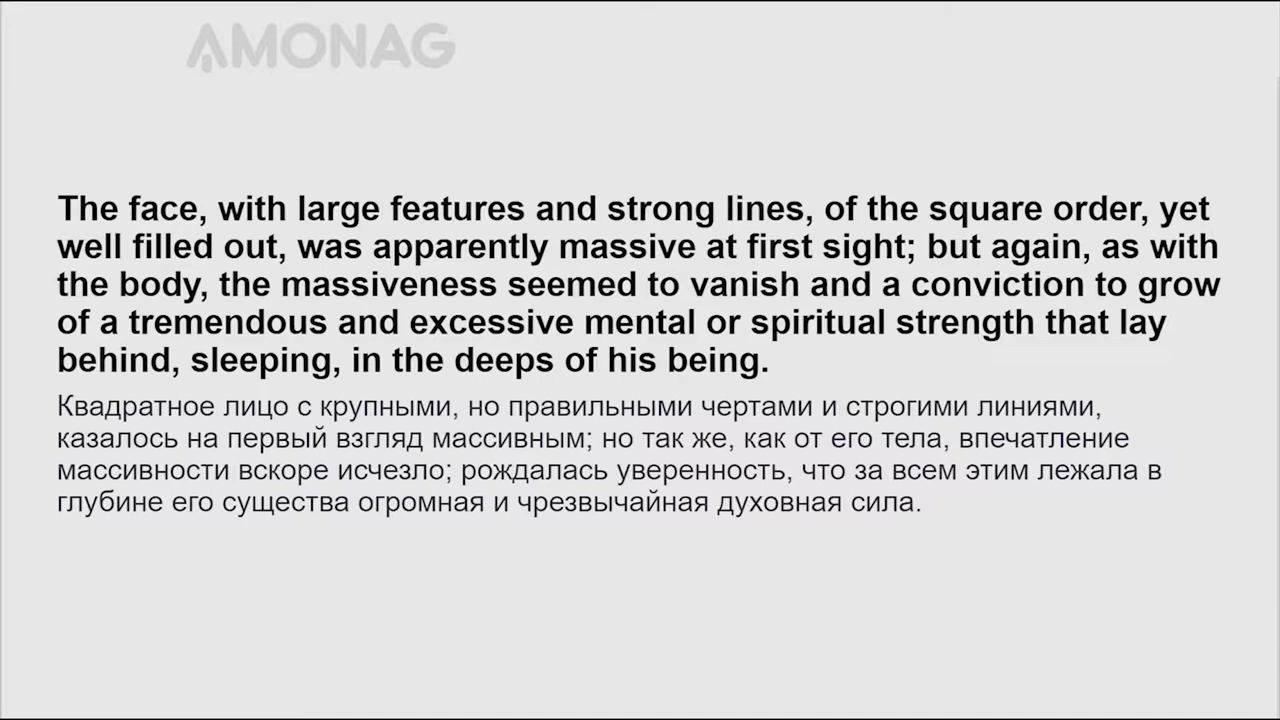 AMONAG
The face, with large features and strong lines, of the square order, yet
well filled out, was apparently massive at first sight; but again, as with
the body, the massiveness seemed to vanish and a conviction to grow
of a tremendous and excessive mental or spiritual strength that lay
behind, sleeping, in the deeps of his being.
Квадратное лицо с крупными, но правильными чертами и строгими линиями,
казалось на первый взгляд массивным; но так же, как от его тела, впечатление
массивности вскоре исчезло; рождалась уверенность, что за всем этим лежала в
глубине его существа огромная и чрезвычайная духовная сила.